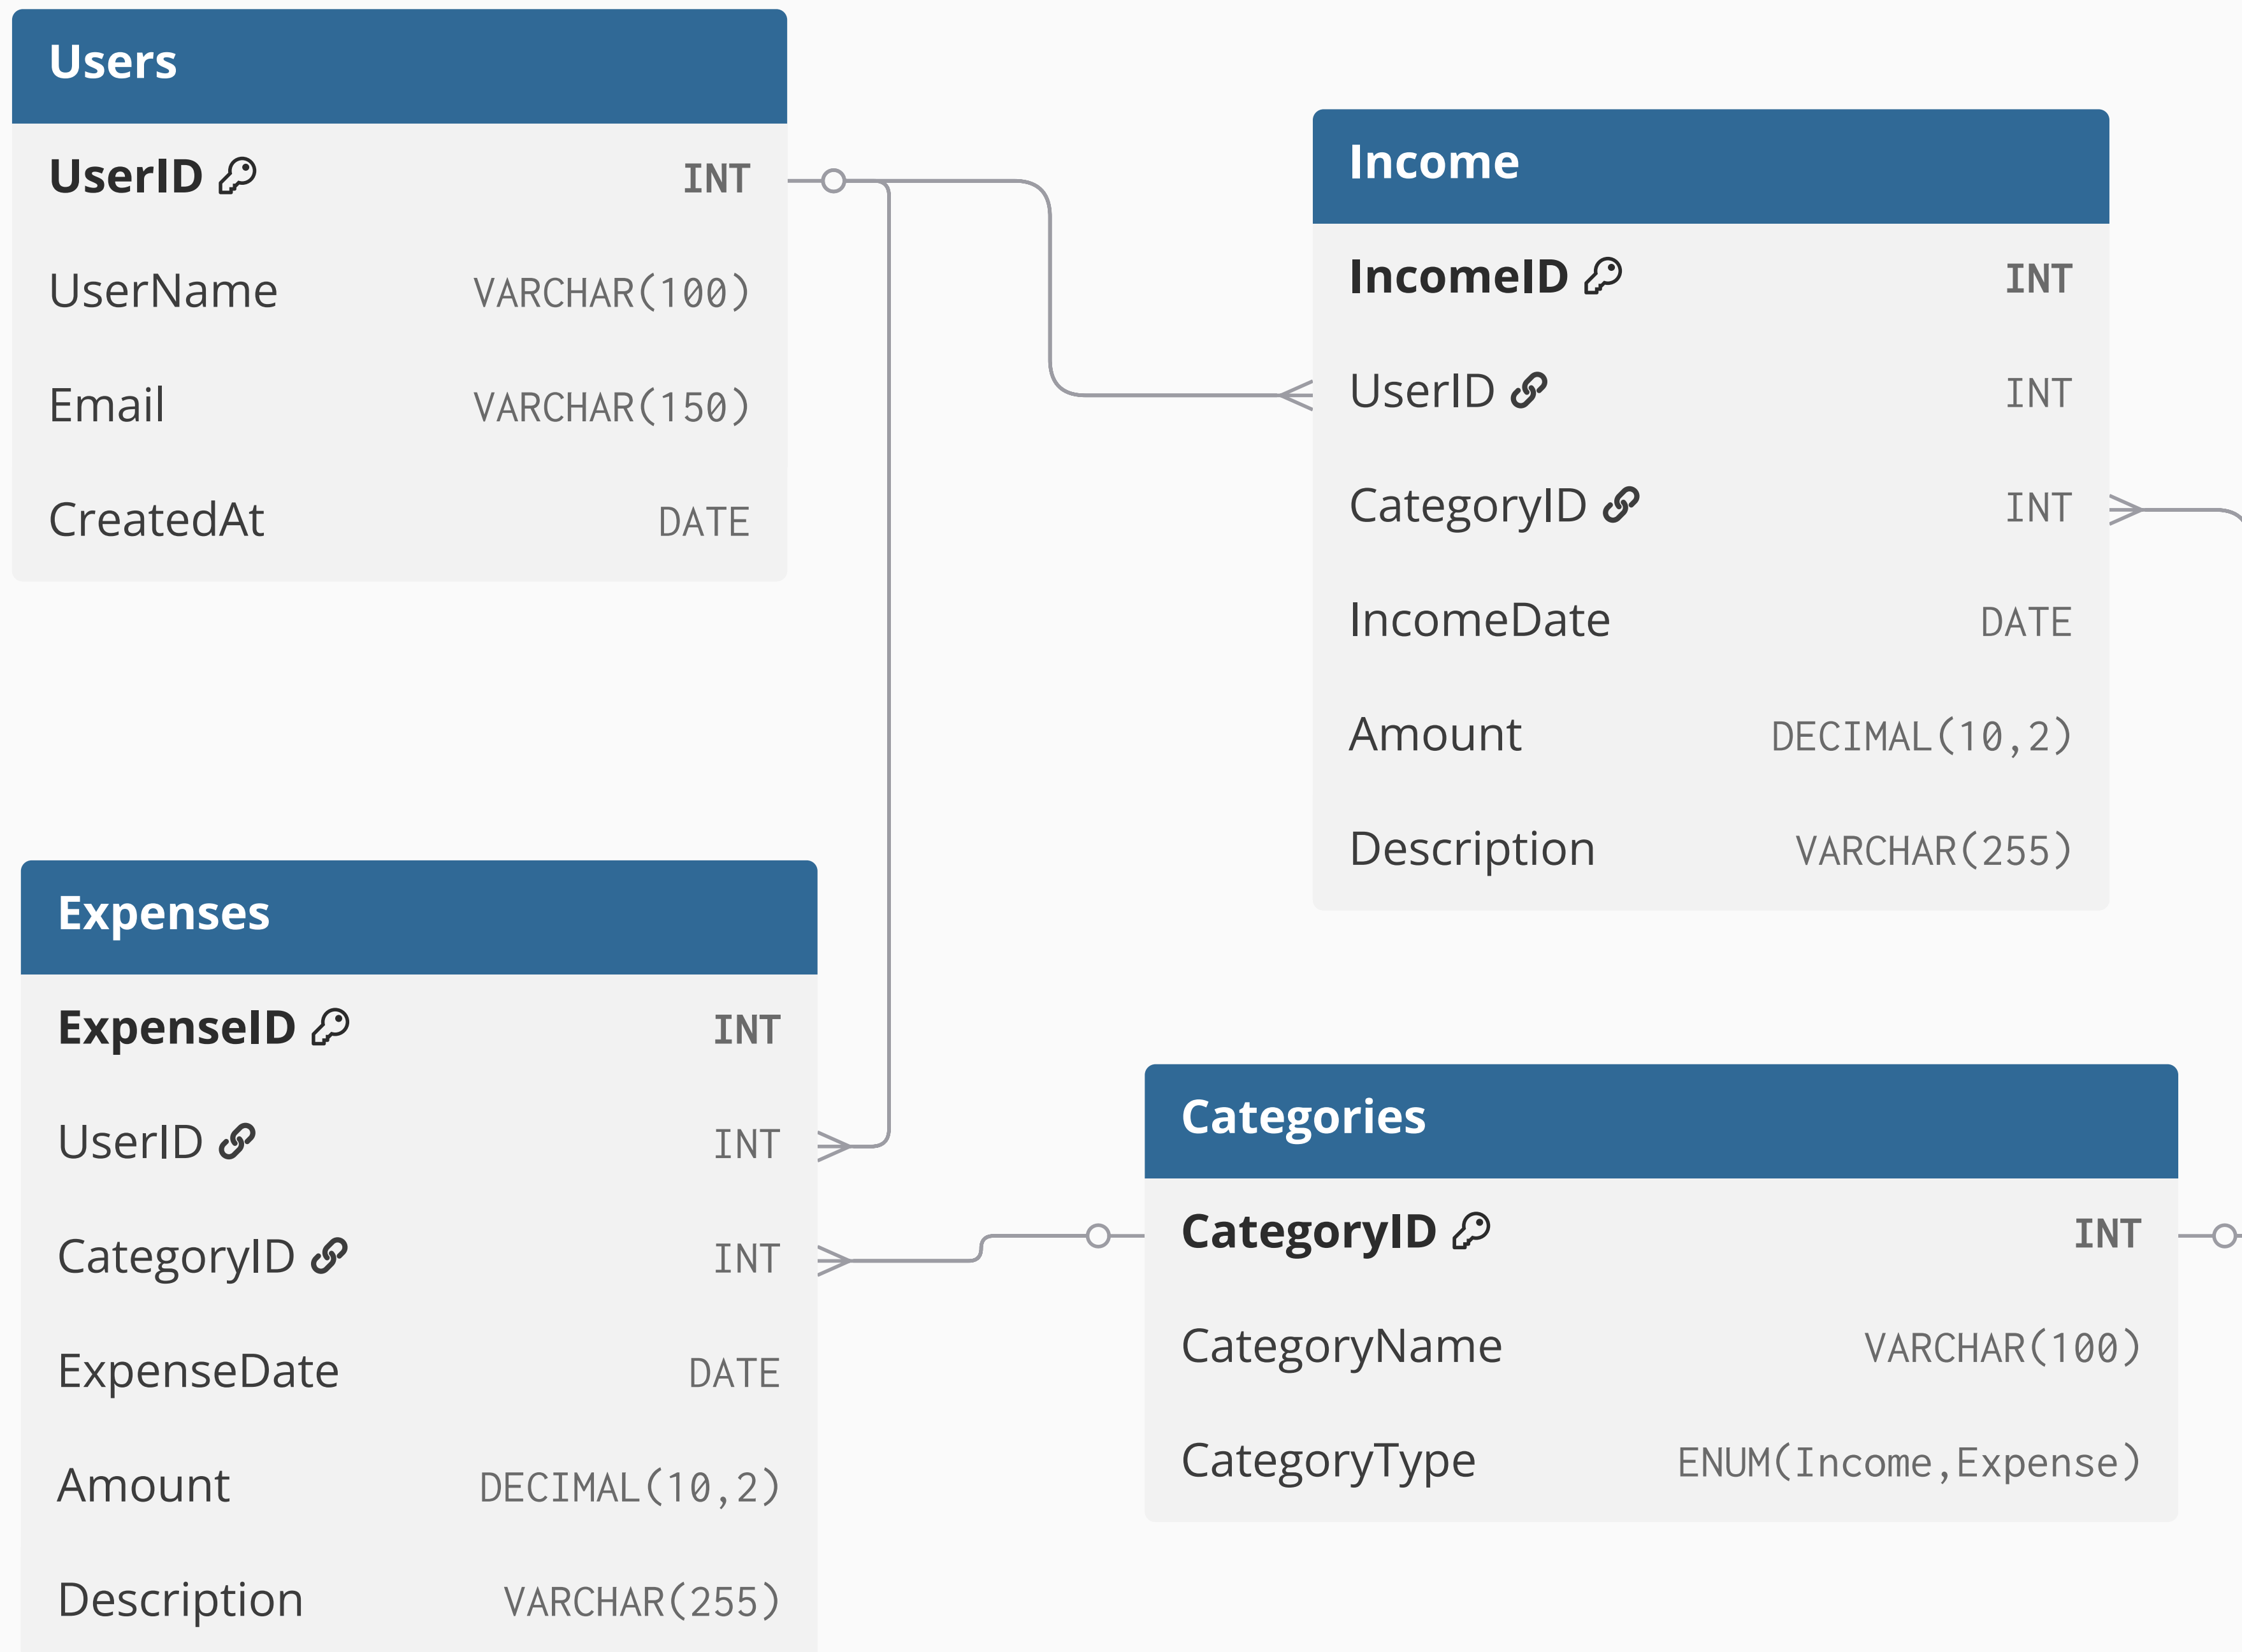 Users
UserID INT
UserName VARCHAR(100)
Email VARCHAR(150)
CreatedAt DATE
Income
IncomeID INT
UserID INT
CategoryID INT
IncomeDate DATE
Amount DECIMAL(10,2)
Description VARCHAR(255)
Expenses
ExpenseID INT
UserID INT
CategoryID INT
ExpenseDate DATE
Amount DECIMAL(10,2)
Description VARCHAR(255)
Categories
CategoryID INT
CategoryName VARCHAR(100)
CategoryType ENUM(Income,Expense)